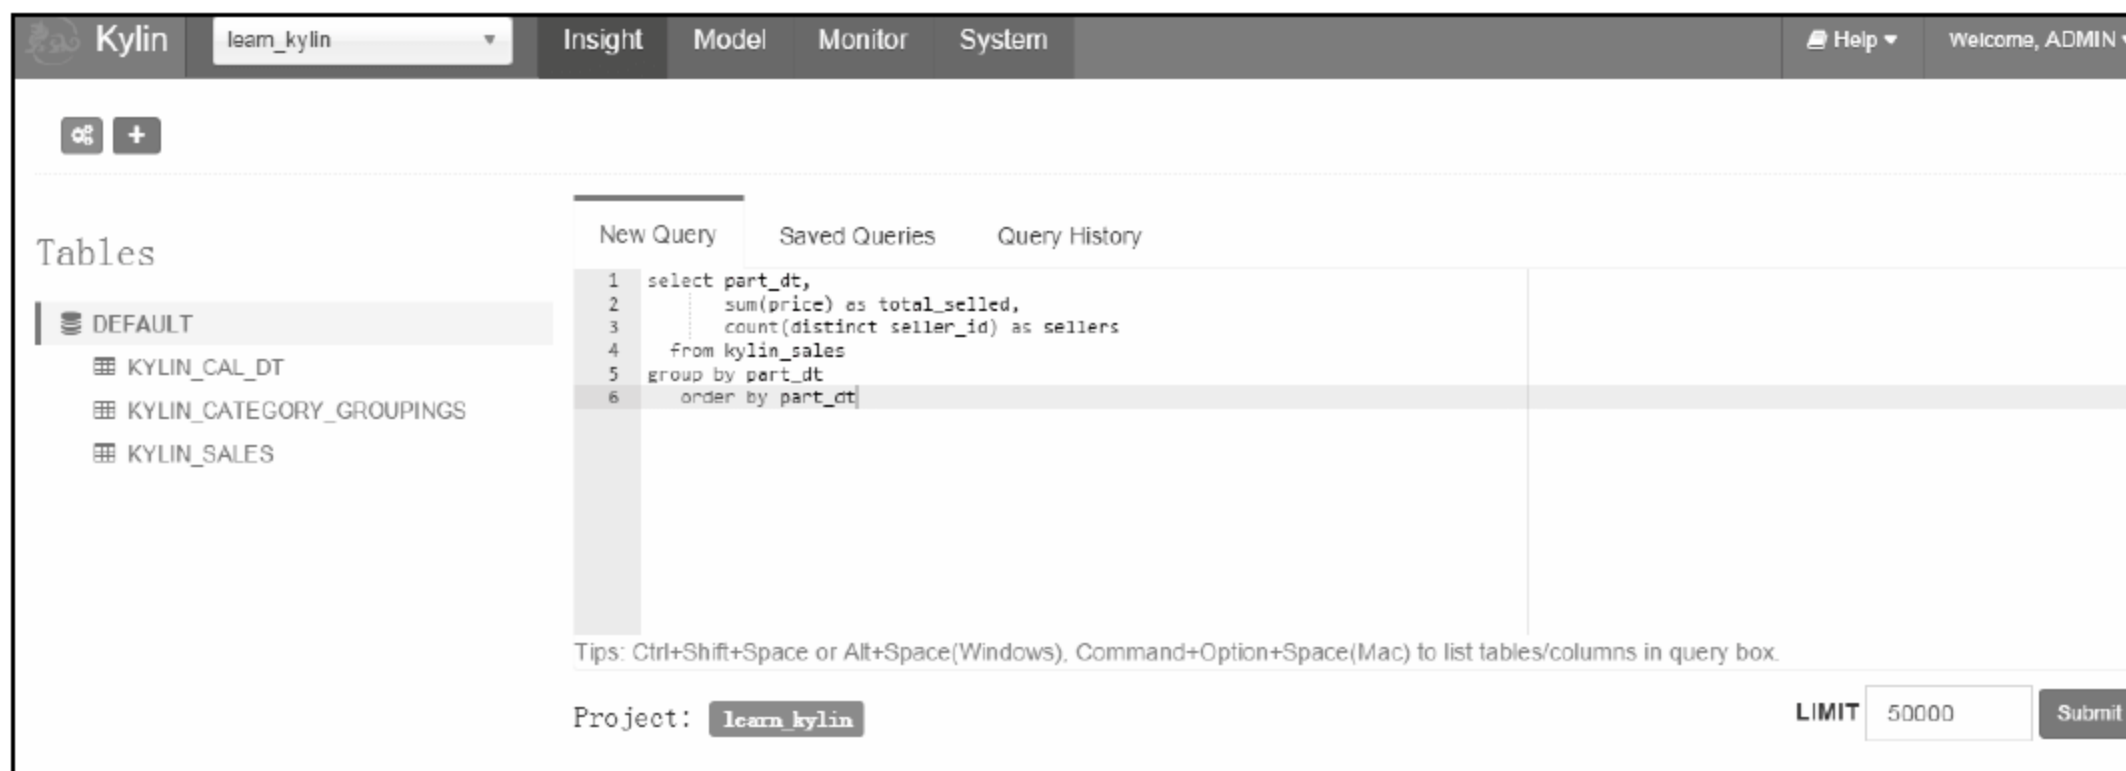 Kylin learn_kylin Insight Model Monitor System Help Welcome, ADMIN
Tables
DEFAULT
KYLIN_CAL_DT
KYLIN_CATEGORY_GROUPINGS
KYLIN_SALES
New Query Saved Queries Query History
1 select part_dt,
2 sum(price) as total_selled,
3 count(distinct seller_id) as sellers
4 from kylin_sales
5 group by part_dt
6 order by part_dt
Tips: Ctrl+Shift+Space or Alt+Space(Windows), Command+Option+Space(Mac) to list tables/columns in query box.
Project: learn_kylin LIMIT 50000 Submit